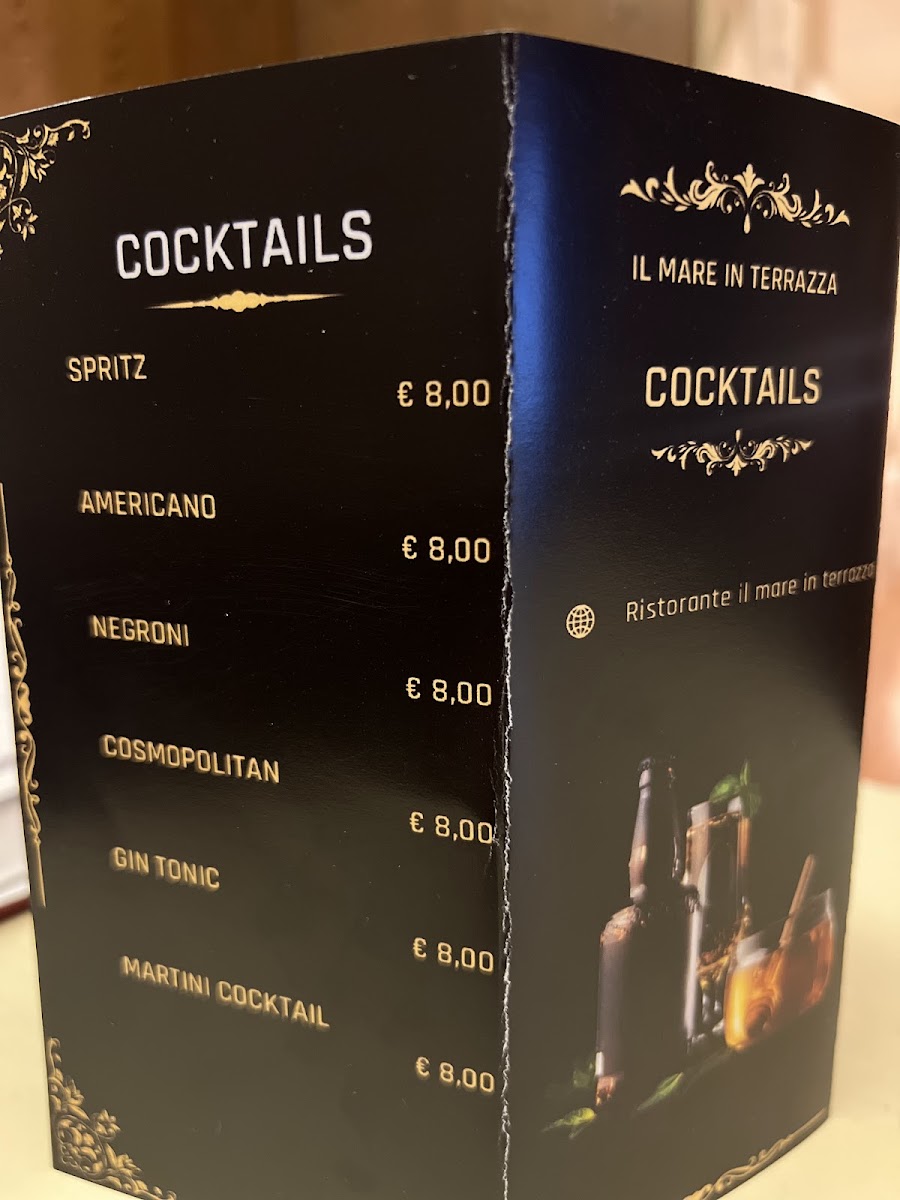 COCKTAILS
SPRITZ
€ 8,00
AMERICANO
€ 8,00
NEGRONI
€ 8,00
COSMOPOLITAN
€ 8,00
GIN TONIC
€ 8,00
MARTINI COCKTAIL
€ 8,00
IL MARE IN TERRAZZA
COCKTAILS
Ristorante il mare in terrazza